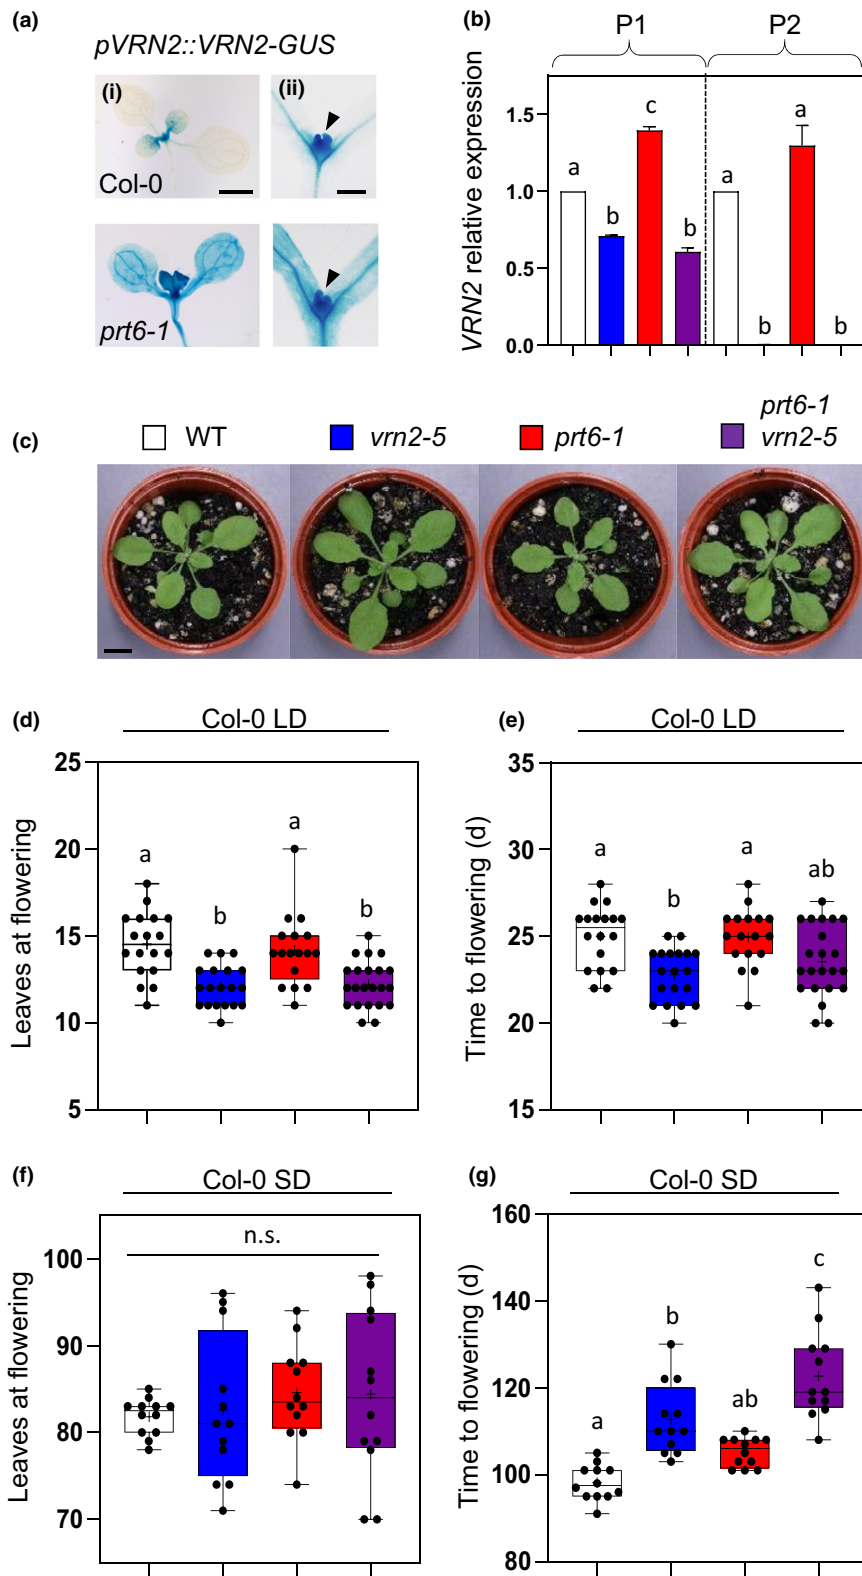 (a)
pVRN2::VRN2-GUS
(i)
(ii)
Col-0
prt6-1
(b)
P1
P2
VRN2 relative expression
1.5
1.0
0.5
0.0
a
b
c
b
a
b
a
b
(c)
WT
vrn2-5
prt6-1
prt6-1
vrn2-5
(d)
Col-0 LD
Leaves at flowering
25
20
15
10
5
a
b
a
b
(e)
Col-0 LD
Time to flowering (d)
35
30
25
20
15
a
b
a
ab
(f)
Col-0 SD
Leaves at flowering
100
90
80
70
n.s.
(g)
Col-0 SD
Time to flowering (d)
160
140
120
100
80
a
b
ab
c